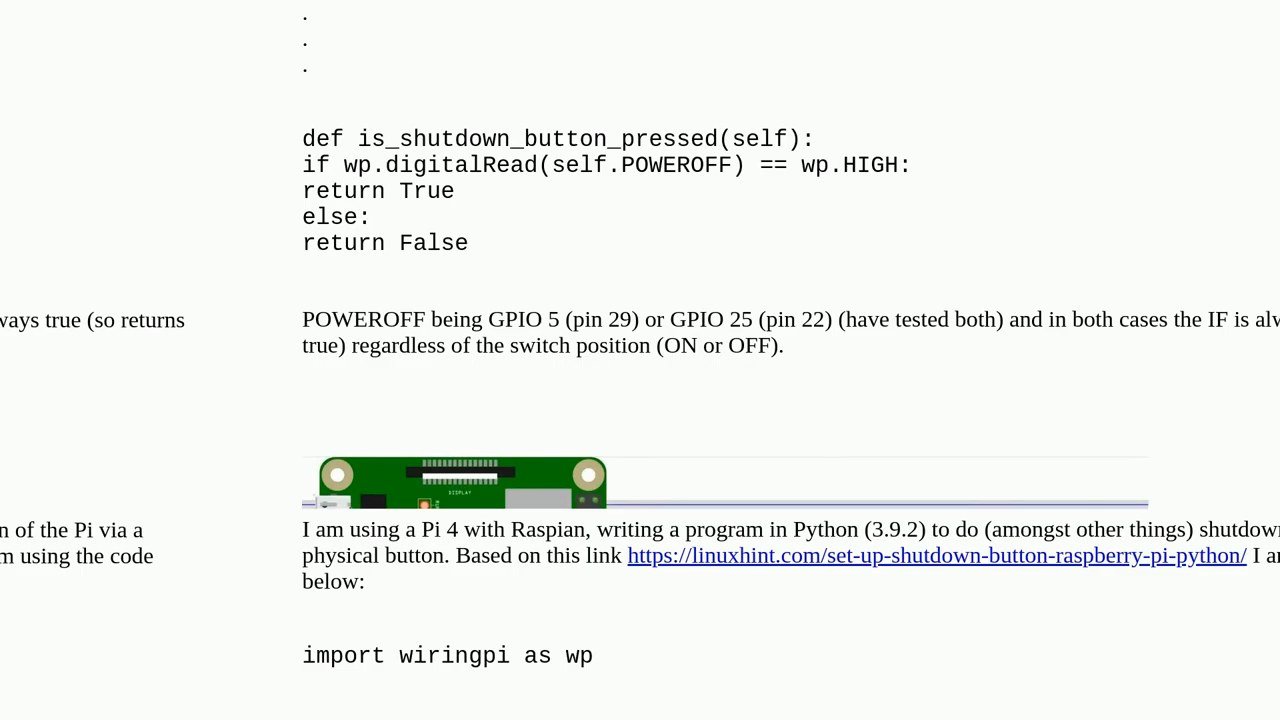 .
.
.
def is_shutdown_button_pressed(self):
if wp.digitalRead(self.POWEROFF) == wp.HIGH:
return True
else:
return False
ways true (so returns
POWEROFF being GPIO 5 (pin 29) or GPIO 25 (pin 22) (have tested both) and in both cases the IF is alw
true) regardless of the switch position (ON or OFF).
DISPLAY
n of the Pi via a
m using the code
I am using a Pi 4 with Raspian, writing a program in Python (3.9.2) to do (amongst other things) shutdow
physical button. Based on this link https://linuxhint.com/set-up-shutdown-button-raspberry-pi-python/ I a
below:
import wiringpi as wp